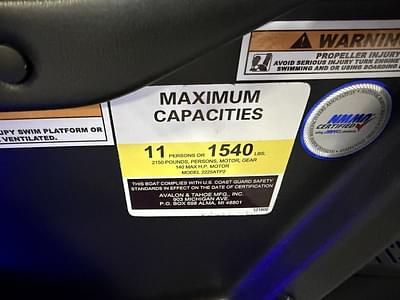 WARNIN
PROPELLER INJURY
AVOID SERIOUS INJURY TURN ENGINE
SWIMMING AND OR USING BOARDING
MAXIMUM
CAPACITIES
NMMA
CERTIFIED
UPY SWIM PLATFORM OR
VENTILATED.
11 PERSONS OR 1540 LBS.
2150 POUNDS, PERSONS, MOTOR, GEAR
140 MAX H.P. MOTOR
MODEL 2225ATP2
THIS BOAT COMPLIES WITH U.S. COAST GUARD SAFETY
STANDARDS IN EFFECT ON THE DATE OF CERTIFICATION
AVALON & TAHOE MFG., INC.
903 MICHIGAN AVE.
P.O. BOX 698 ALMA, MI 48801